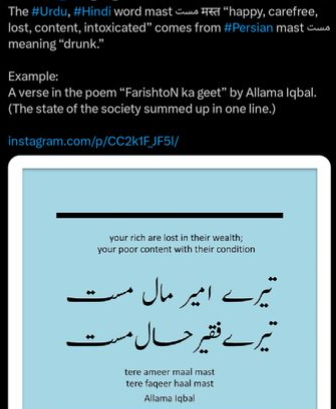 The #Urdu, #Hindi word mast مست मस्त “happy, carefree,
lost, content, intoxicated” comes from #Persian mast مست
meaning “drunk.”
Example:
A verse in the poem “FarishtoN ka geet” by Allama Iqbal.
(The state of the society summed up in one line.)
instagram.com/p/CC2k1F_JF5I/
your rich are lost in their wealth;
your poor content with their condition
تیرے امیر مال مست
تیرے فقیر حال مست
tere ameer maal mast
tere faqeer haal mast
Allama Iqbal